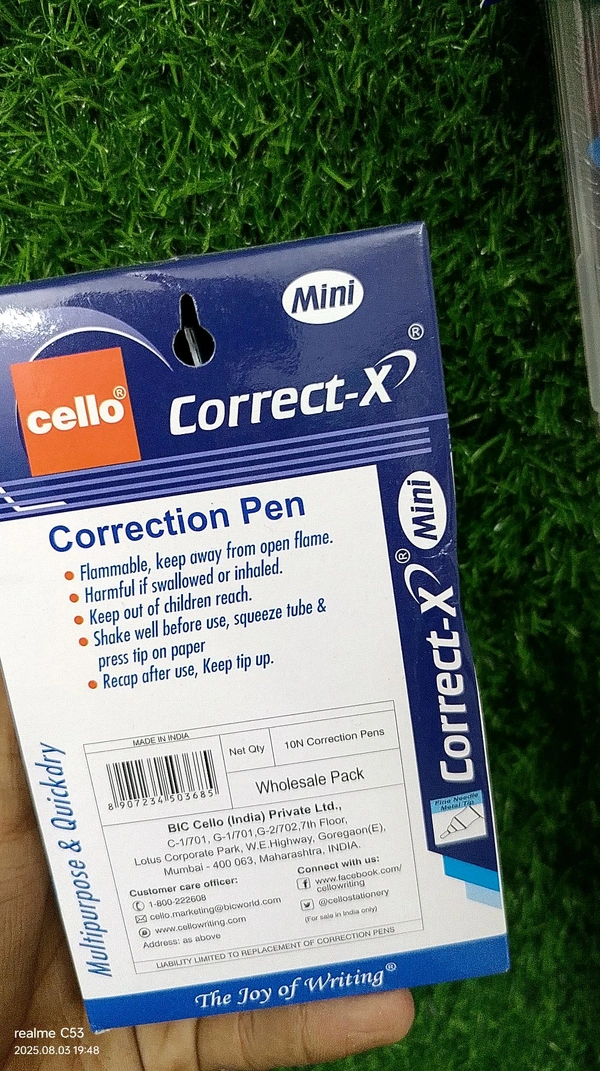 Mini
cello®
Correct-X®
Correction Pen
Flammable, keep away from open flame.
Harmful if swallowed or inhaled.
Keep out of children reach.
Shake well before use, squeeze tube &
press tip on paper
Recap after use, Keep tip up.
Multipurpose & Quickdry
MADE IN INDIA
8 907234 503685
Net Qty
10N Correction Pens
Wholesale Pack
BIC Cello (India) Private Ltd.,
C-1/701, G-1/701,G-2/702,7th Floor,
Lotus Corporate Park, W.E.Highway, Goregaon(E),
Mumbai - 400 063, Maharashtra, INDIA.
Customer care officer:
1-800-222608
cello.marketing@bicworld.com
www.cellowriting.com
Address: as above
Connect with us:
www.facebook.com/
cellowriting
@cellostationery
(For sale in India only)
LIABILITY LIMITED TO REPLACEMENT OF CORRECTION PENS
The Joy of Writing®
Correct-X® Mini
Fine Needle
Metal Tip
realme C53
2025.08.03 19:48